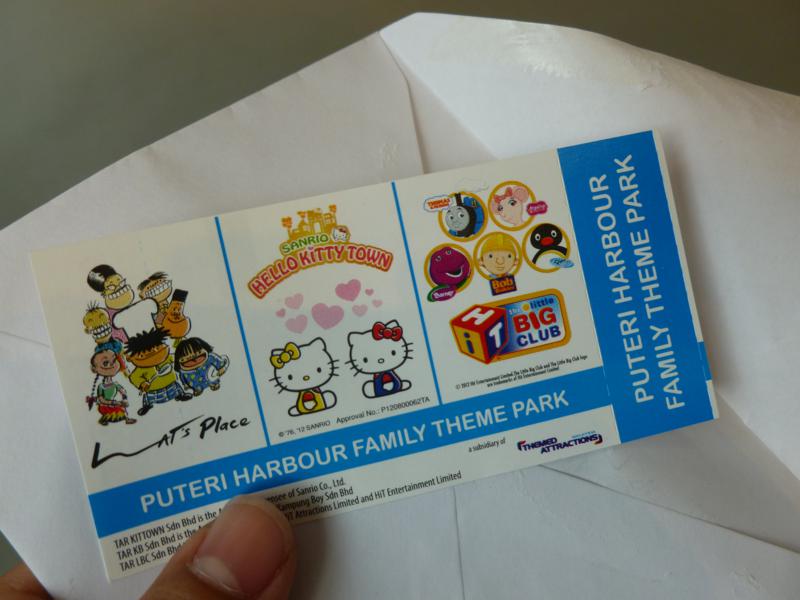 LAT'S Place
SANRIO
HELLO KITTY TOWN
© '76, '12 SANRIO Approval No.: P120800062TA
THOMAS
Barney
Bob
HiT
the little
BIG
CLUB
© 2012 Hit Entertainment Limited. The Little Big Club and The Little Big Club logo
are trademarks of Hit Entertainment Limited.
PUTERI HARBOUR FAMILY THEME PARK
a subsidiary of
THEMED
ATTRACTIONS
TAR KITTOWN Sdn Bhd is the
TAR KB Sdn Bhd is the
TAR LBC Sdn Bhd
of Sanrio Co., Ltd.
Kampung Boy Sdn Bhd
Attractions Limited and HiT Entertainment Limited
PUTERI HARBOUR
FAMILY THEME PARK